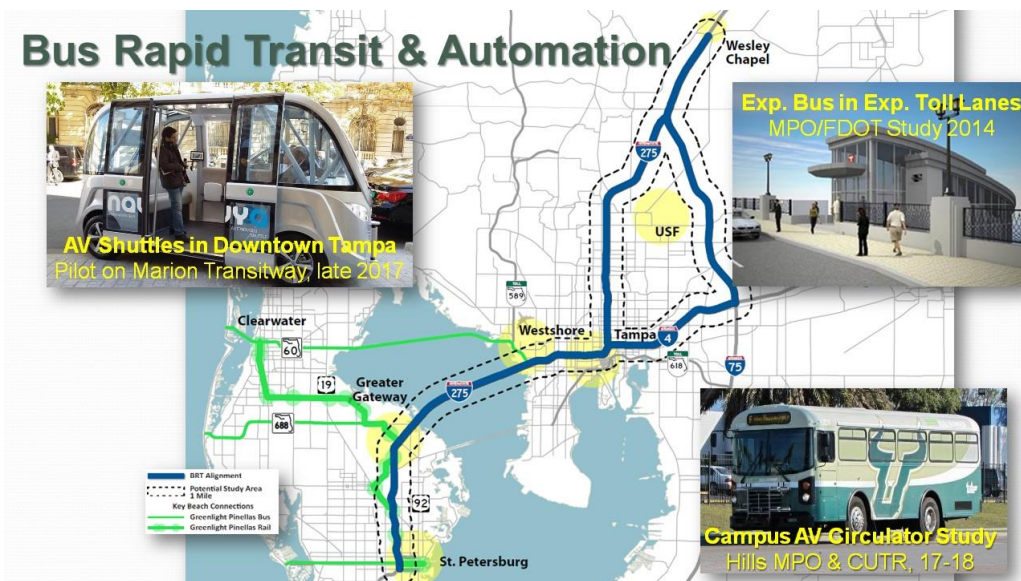 Bus Rapid Transit & Automation
Wesley
Chapel
AV Shuttles in Downtown Tampa
Pilot on Marion Transitway, late 2017
Exp. Bus in Exp. Toll Lanes
MPO/FDOT Study 2014
275
USF
TOLL
589
Clearwater
60
Westshore
Tampa
4
TOLL
618
75
19
Greater
Gateway
275
688
92
BRT Alignment
Potential Study Area
1 Mile
Key Beach Connections
Greenlight Pinellas Bus
Greenlight Pinellas Rail
St. Petersburg
Campus AV Circulator Study
Hills MPO & CUTR, 17-18